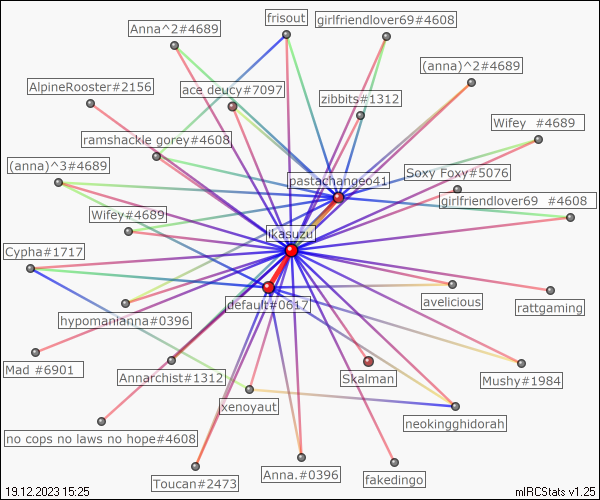 frisout
girlfriendlover69#4608
Anna^2#4689
(anna)^2#4689
AlpineRooster#2156
ace deucy#7097
zibbits#1312
Wifey #4689
ramshackle gorey#4608
(anna)^3#4689
Soxy Foxy#5076
pastachangeo41
girlfriendlover69 #4608
Wifey#4689
ikasuzu
Cypha#1717
default#0617
avelicious
rattgaming
hypomanianna#0396
Mad #6901
Annarchist#1312
Skalman
Mushy#1984
xenoyaut
neokingghidorah
no cops no laws no hope#4608
Toucan#2473
Anna.#0396
fakedingo
19.12.2023 15:25
mIRCStats v1.25